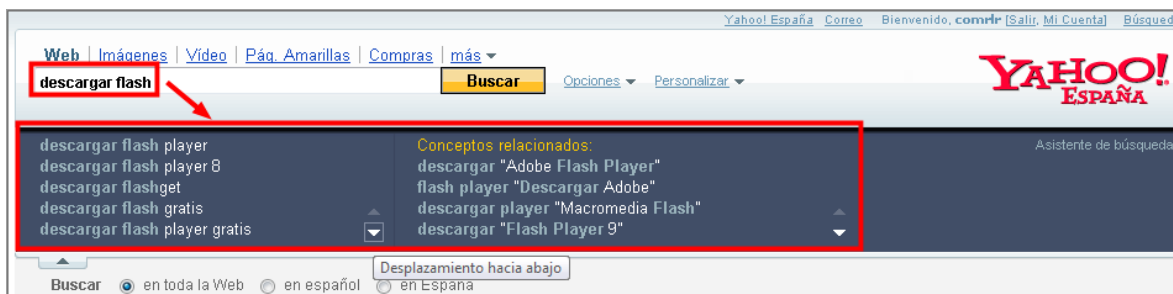 Yahoo! España Correo Bienvenido, comrlr [Salir, Mi Cuenta] Búsqued
Web | Imágenes | Vídeo | Pág. Amarillas | Compras | más
descargar flash Buscar Opciones Personalizar
YAHOO!
ESPAÑA
descargar flash player
descargar flash player 8
descargar flashget
descargar flash gratis
descargar flash player gratis
Conceptos relacionados:
descargar "Adobe Flash Player"
flash player "Descargar Adobe"
descargar player "Macromedia Flash"
descargar "Flash Player 9"
Asistente de búsqueda
Desplazamiento hacia abajo
Buscar en toda la Web en español en España